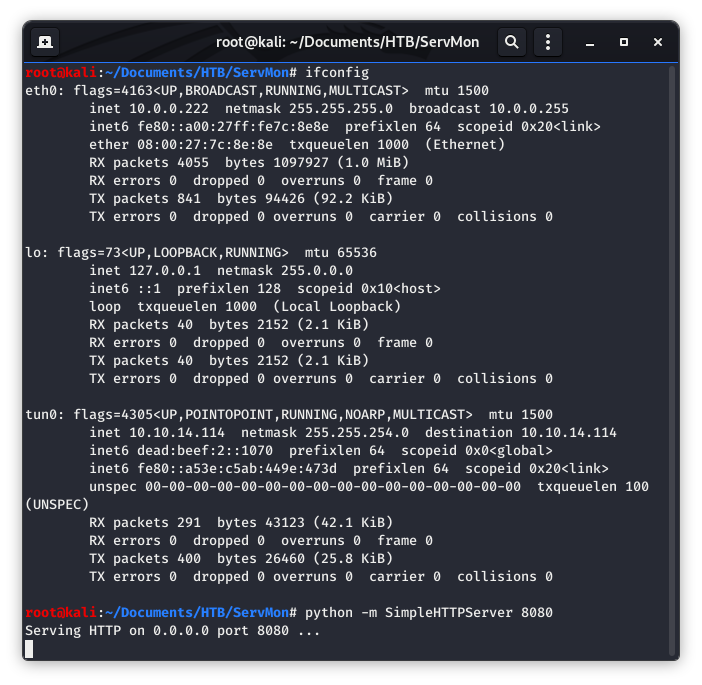 root@kali: ~/Documents/HTB/ServMon
root@kali:~/Documents/HTB/ServMon# ifconfig
eth0: flags=4163<UP,BROADCAST,RUNNING,MULTICAST>  mtu 1500
        inet 10.0.0.222  netmask 255.255.255.0  broadcast 10.0.0.255
        inet6 fe80::a00:27ff:fe7c:8e8e  prefixlen 64  scopeid 0x20<link>
        ether 08:00:27:7c:8e:8e  txqueuelen 1000  (Ethernet)
        RX packets 4055  bytes 1097927 (1.0 MiB)
        RX errors 0  dropped 0  overruns 0  frame 0
        TX packets 841  bytes 94426 (92.2 KiB)
        TX errors 0  dropped 0 overruns 0  carrier 0  collisions 0
lo: flags=73<UP,LOOPBACK,RUNNING>  mtu 65536
        inet 127.0.0.1  netmask 255.0.0.0
        inet6 ::1  prefixlen 128  scopeid 0x10<host>
        loop  txqueuelen 1000  (Local Loopback)
        RX packets 40  bytes 2152 (2.1 KiB)
        RX errors 0  dropped 0  overruns 0  frame 0
        TX packets 40  bytes 2152 (2.1 KiB)
        TX errors 0  dropped 0 overruns 0  carrier 0  collisions 0
tun0: flags=4305<UP,POINTOPOINT,RUNNING,NOARP,MULTICAST>  mtu 1500
        inet 10.10.14.114  netmask 255.255.254.0  destination 10.10.14.114
        inet6 dead:beef:2::1070  prefixlen 64  scopeid 0x0<global>
        inet6 fe80::a53e:c5ab:449e:473d  prefixlen 64  scopeid 0x20<link>
        unspec 00-00-00-00-00-00-00-00-00-00-00-00-00-00-00-00  txqueuelen 100
(UNSPEC)
        RX packets 291  bytes 43123 (42.1 KiB)
        RX errors 0  dropped 0  overruns 0  frame 0
        TX packets 400  bytes 26460 (25.8 KiB)
        TX errors 0  dropped 0 overruns 0  carrier 0  collisions 0
root@kali:~/Documents/HTB/ServMon# python -m SimpleHTTPServer 8080
Serving HTTP on 0.0.0.0 port 8080 ...